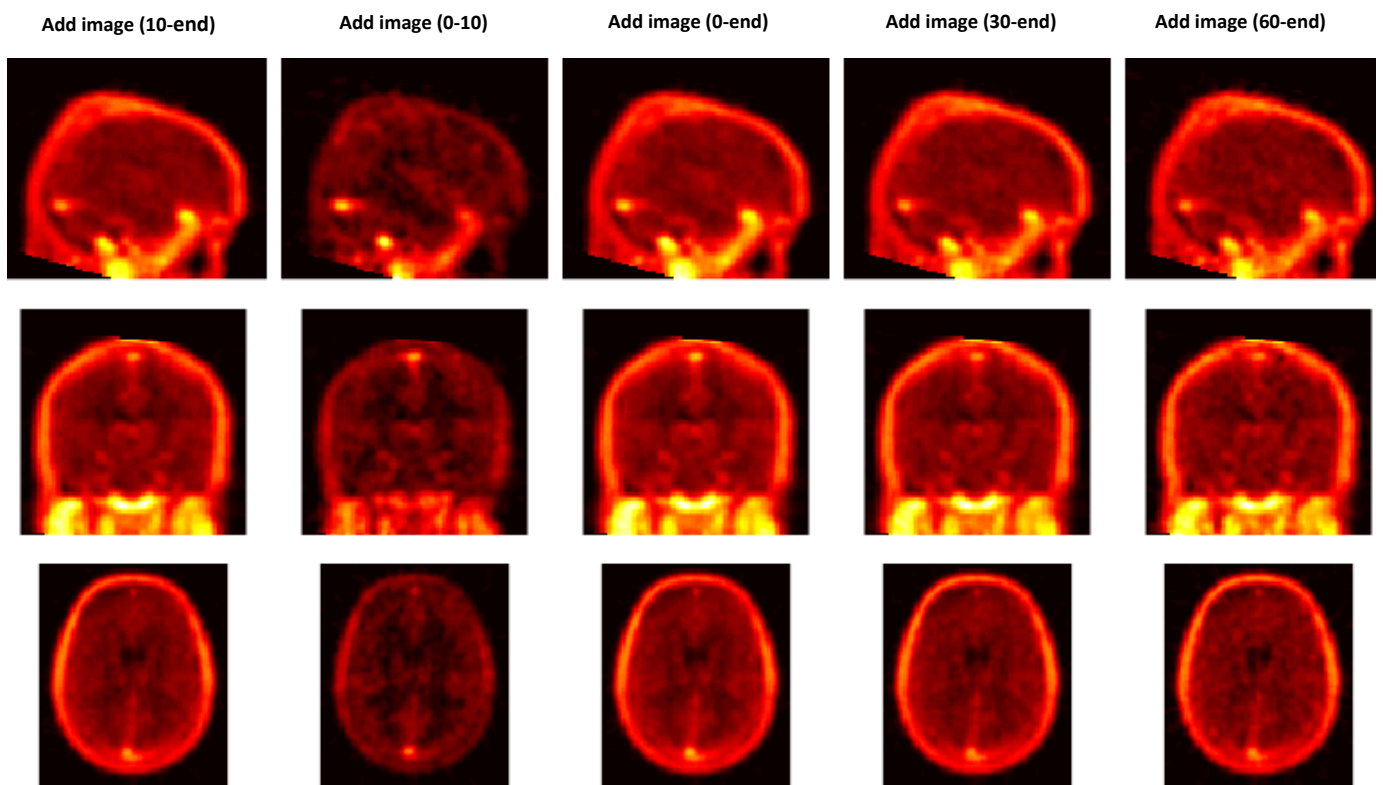 Add image (10-end)
Add image (0-10)
Add image (0-end)
Add image (30-end)
Add image (60-end)